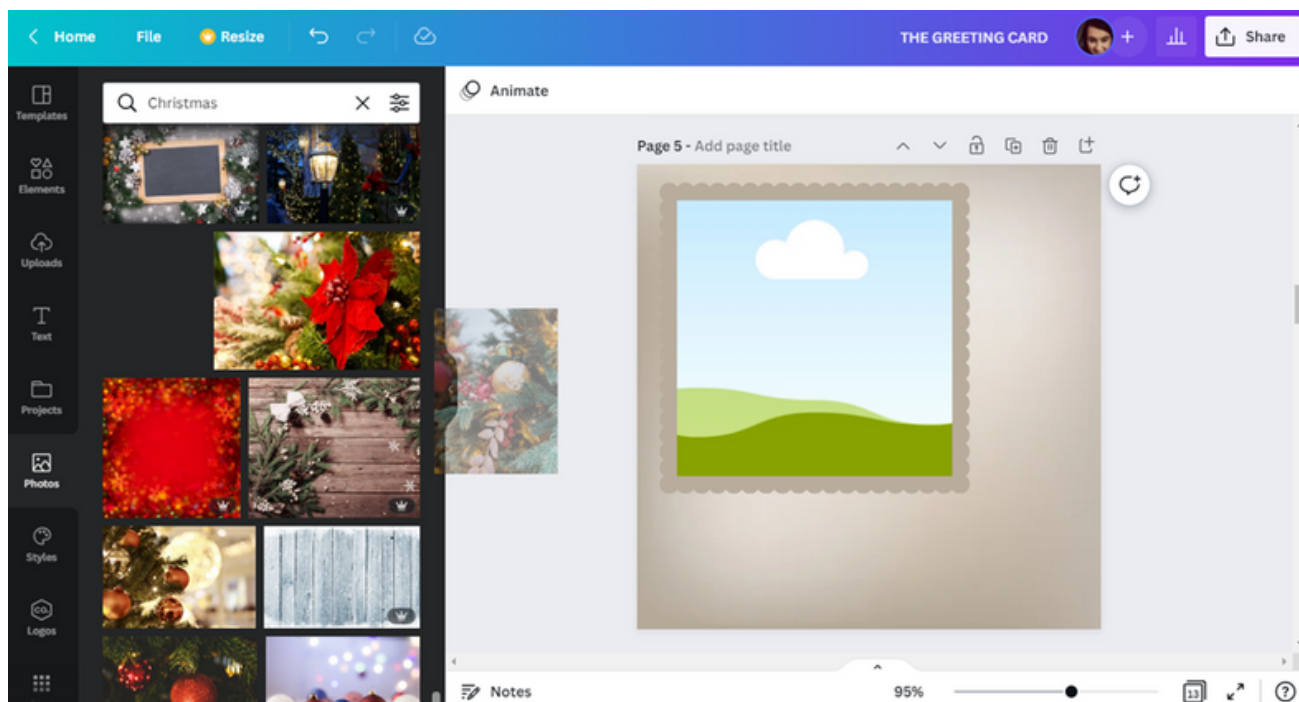 Home File Resize THE GREETING CARD + Share
Templates
Elements
Uploads
Text
Projects
Photos
Styles
CO.
Logos
Christmas
Animate
Page 5 - Add page title
Notes 95% 13 ?